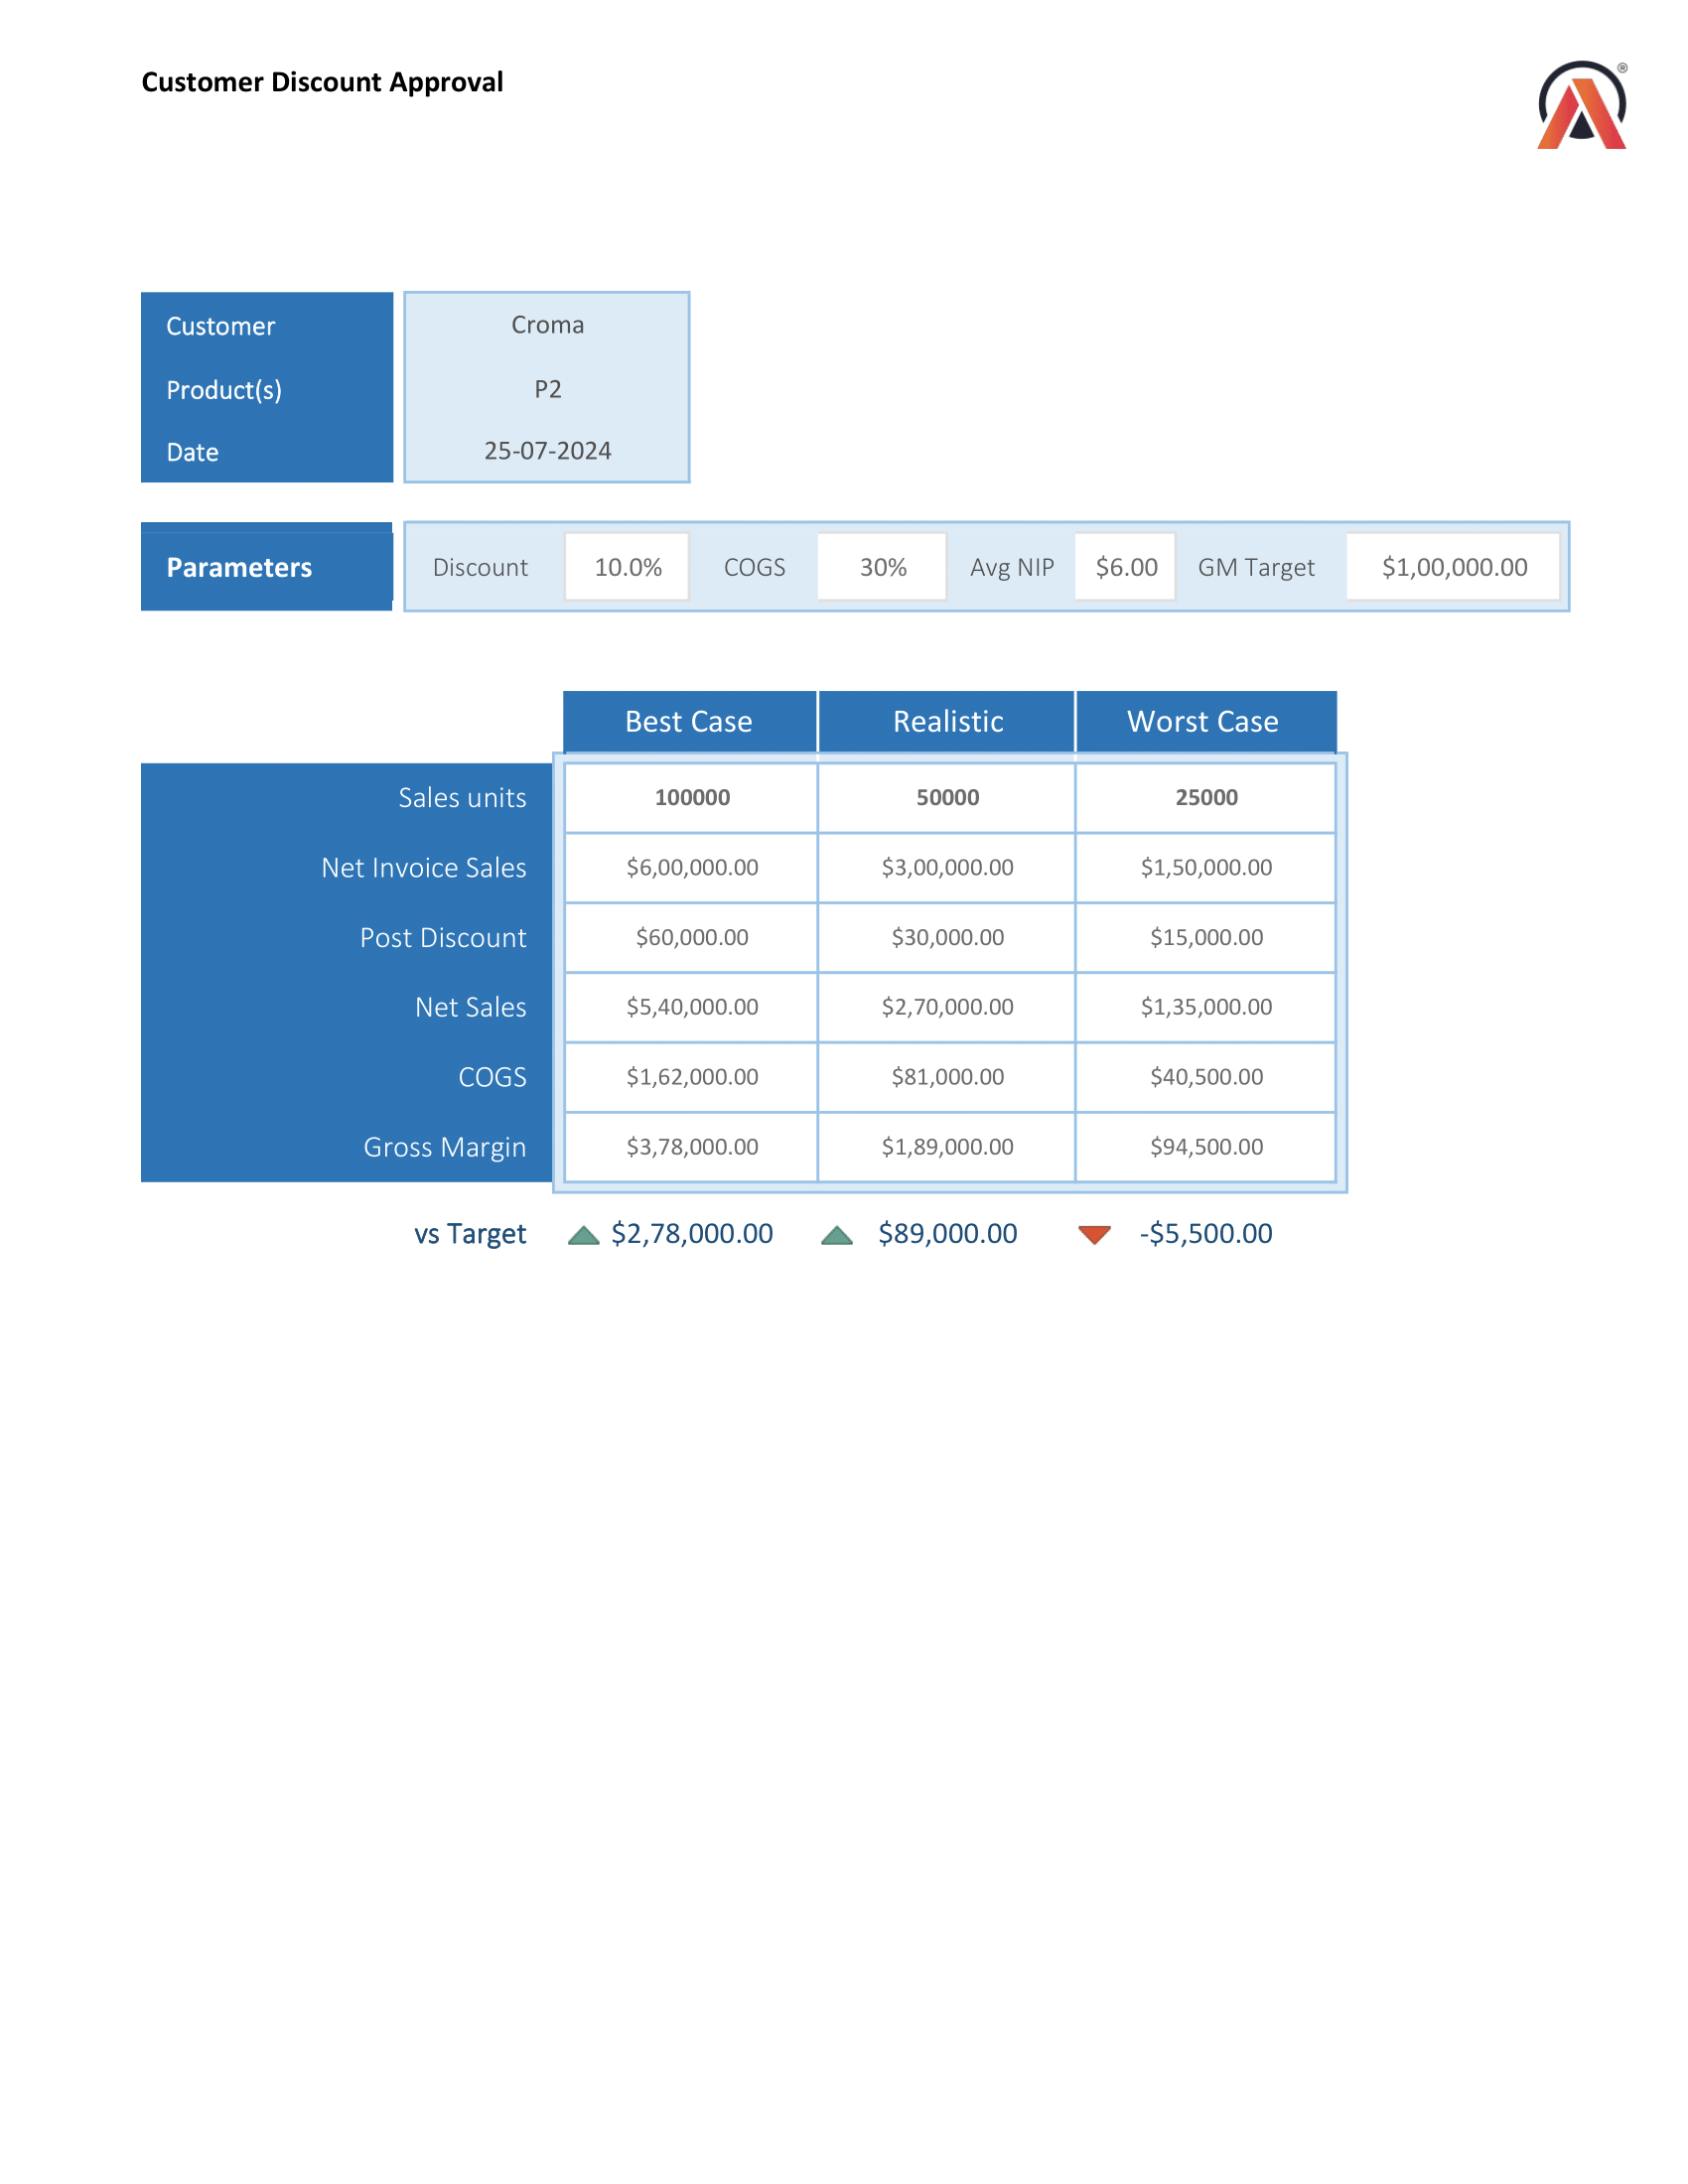 Customer Discount Approval
®
Customer Croma
Product(s) P2
Date 25-07-2024
Parameters Discount 10.0% COGS 30% Avg NIP $6.00 GM Target $1,00,000.00
Best Case Realistic Worst Case
Sales units 100000 50000 25000
Net Invoice Sales $6,00,000.00 $3,00,000.00 $1,50,000.00
Post Discount $60,000.00 $30,000.00 $15,000.00
Net Sales $5,40,000.00 $2,70,000.00 $1,35,000.00
COGS $1,62,000.00 $81,000.00 $40,500.00
Gross Margin $3,78,000.00 $1,89,000.00 $94,500.00
vs Target $2,78,000.00 $89,000.00 -$5,500.00